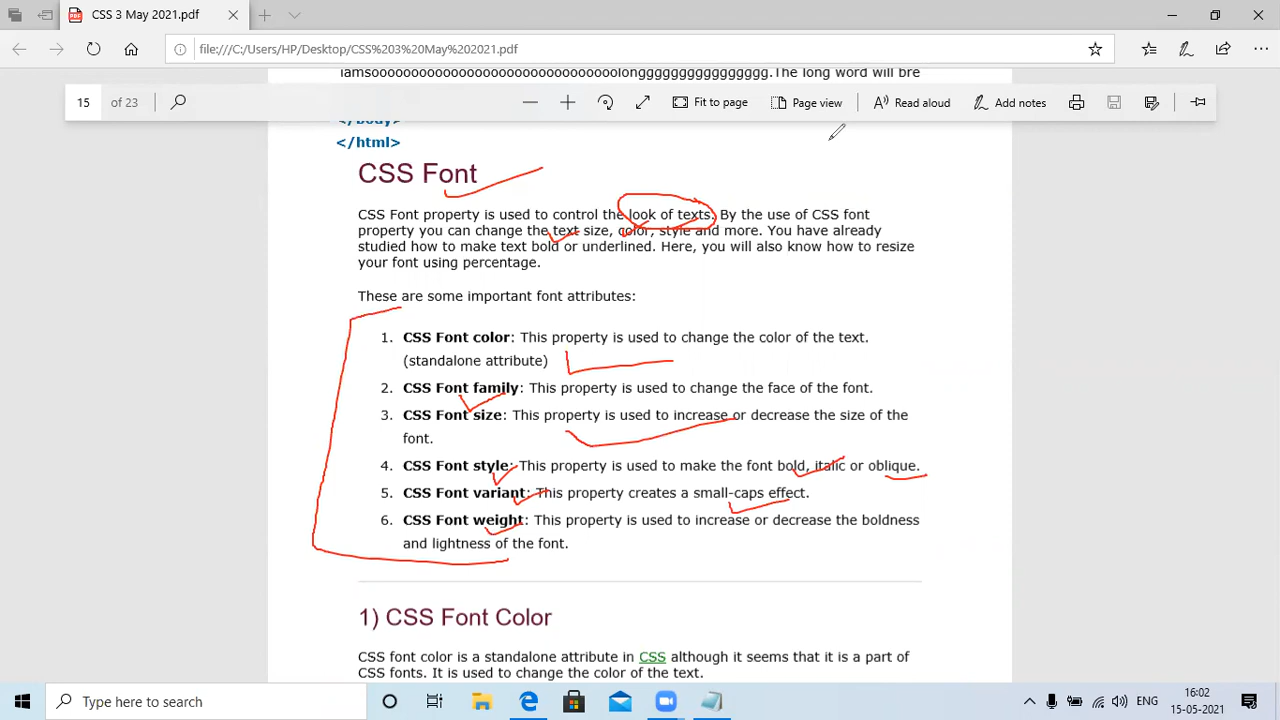 CSS 3 May 2021.pdf
file:///C:/Users/HP/Desktop/CSS%203%20May%202021.pdf
The long word will bre
15 of 23
Fit to page
Page view
Read aloud
Add notes
</body>
</html>
CSS Font
CSS Font property is used to control the look of texts. By the use of CSS font
property you can change the text size, color, style and more. You have already
studied how to make text bold or underlined. Here, you will also know how to resize
your font using percentage.
These are some important font attributes:
1. CSS Font color: This property is used to change the color of the text.
(standalone attribute)
2. CSS Font family: This property is used to change the face of the font.
3. CSS Font size: This property is used to increase or decrease the size of the
font.
4. CSS Font style: This property is used to make the font bold, italic or oblique.
5. CSS Font variant: This property creates a small-caps effect.
6. CSS Font weight: This property is used to increase or decrease the boldness
and lightness of the font.
1) CSS Font Color
CSS font color is a standalone attribute in CSS although it seems that it is a part of
CSS fonts. It is used to change the color of the text.
Type here to search
ENG
16:02
15-05-2021